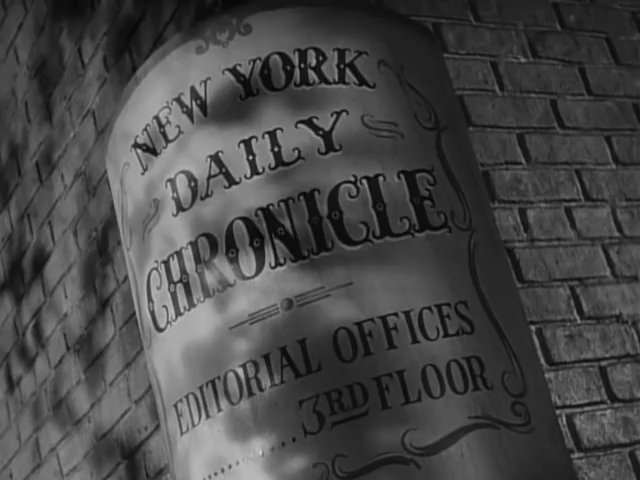 NEW YORK
DAILY
CHRONICLE
EDITORIAL OFFICES
3RD FLOOR